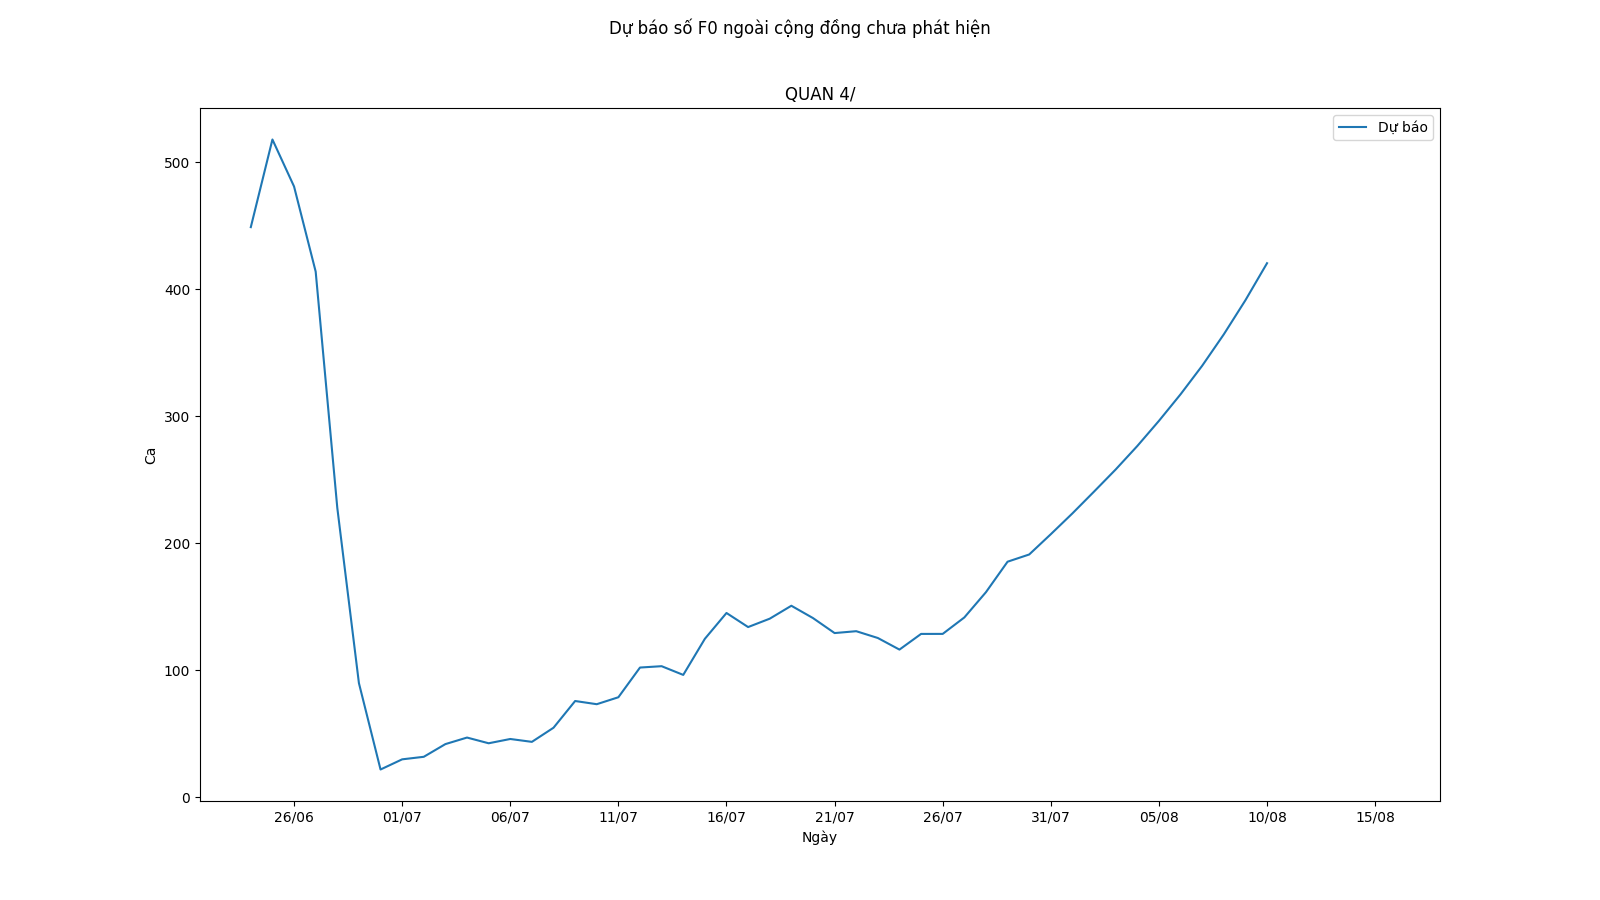 Dự báo số F0 ngoài cộng đồng chưa phát hiện
QUAN 4/
Dự báo
500
400
300
200
100
0
Ca
26/06 01/07 06/07 11/07 16/07 21/07 26/07 31/07 05/08 10/08 15/08
Ngày